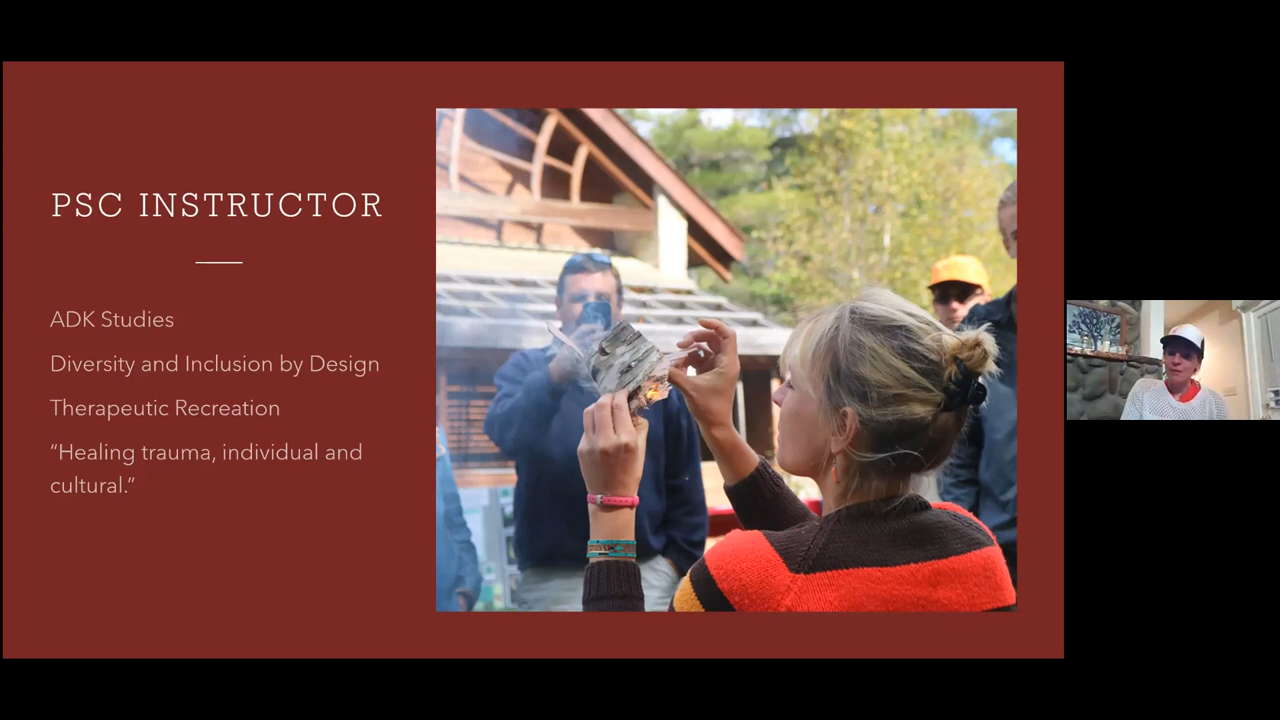 PSC INSTRUCTOR
ADK Studies
Diversity and Inclusion by Design
Therapeutic Recreation
“Healing trauma, individual and
cultural.”